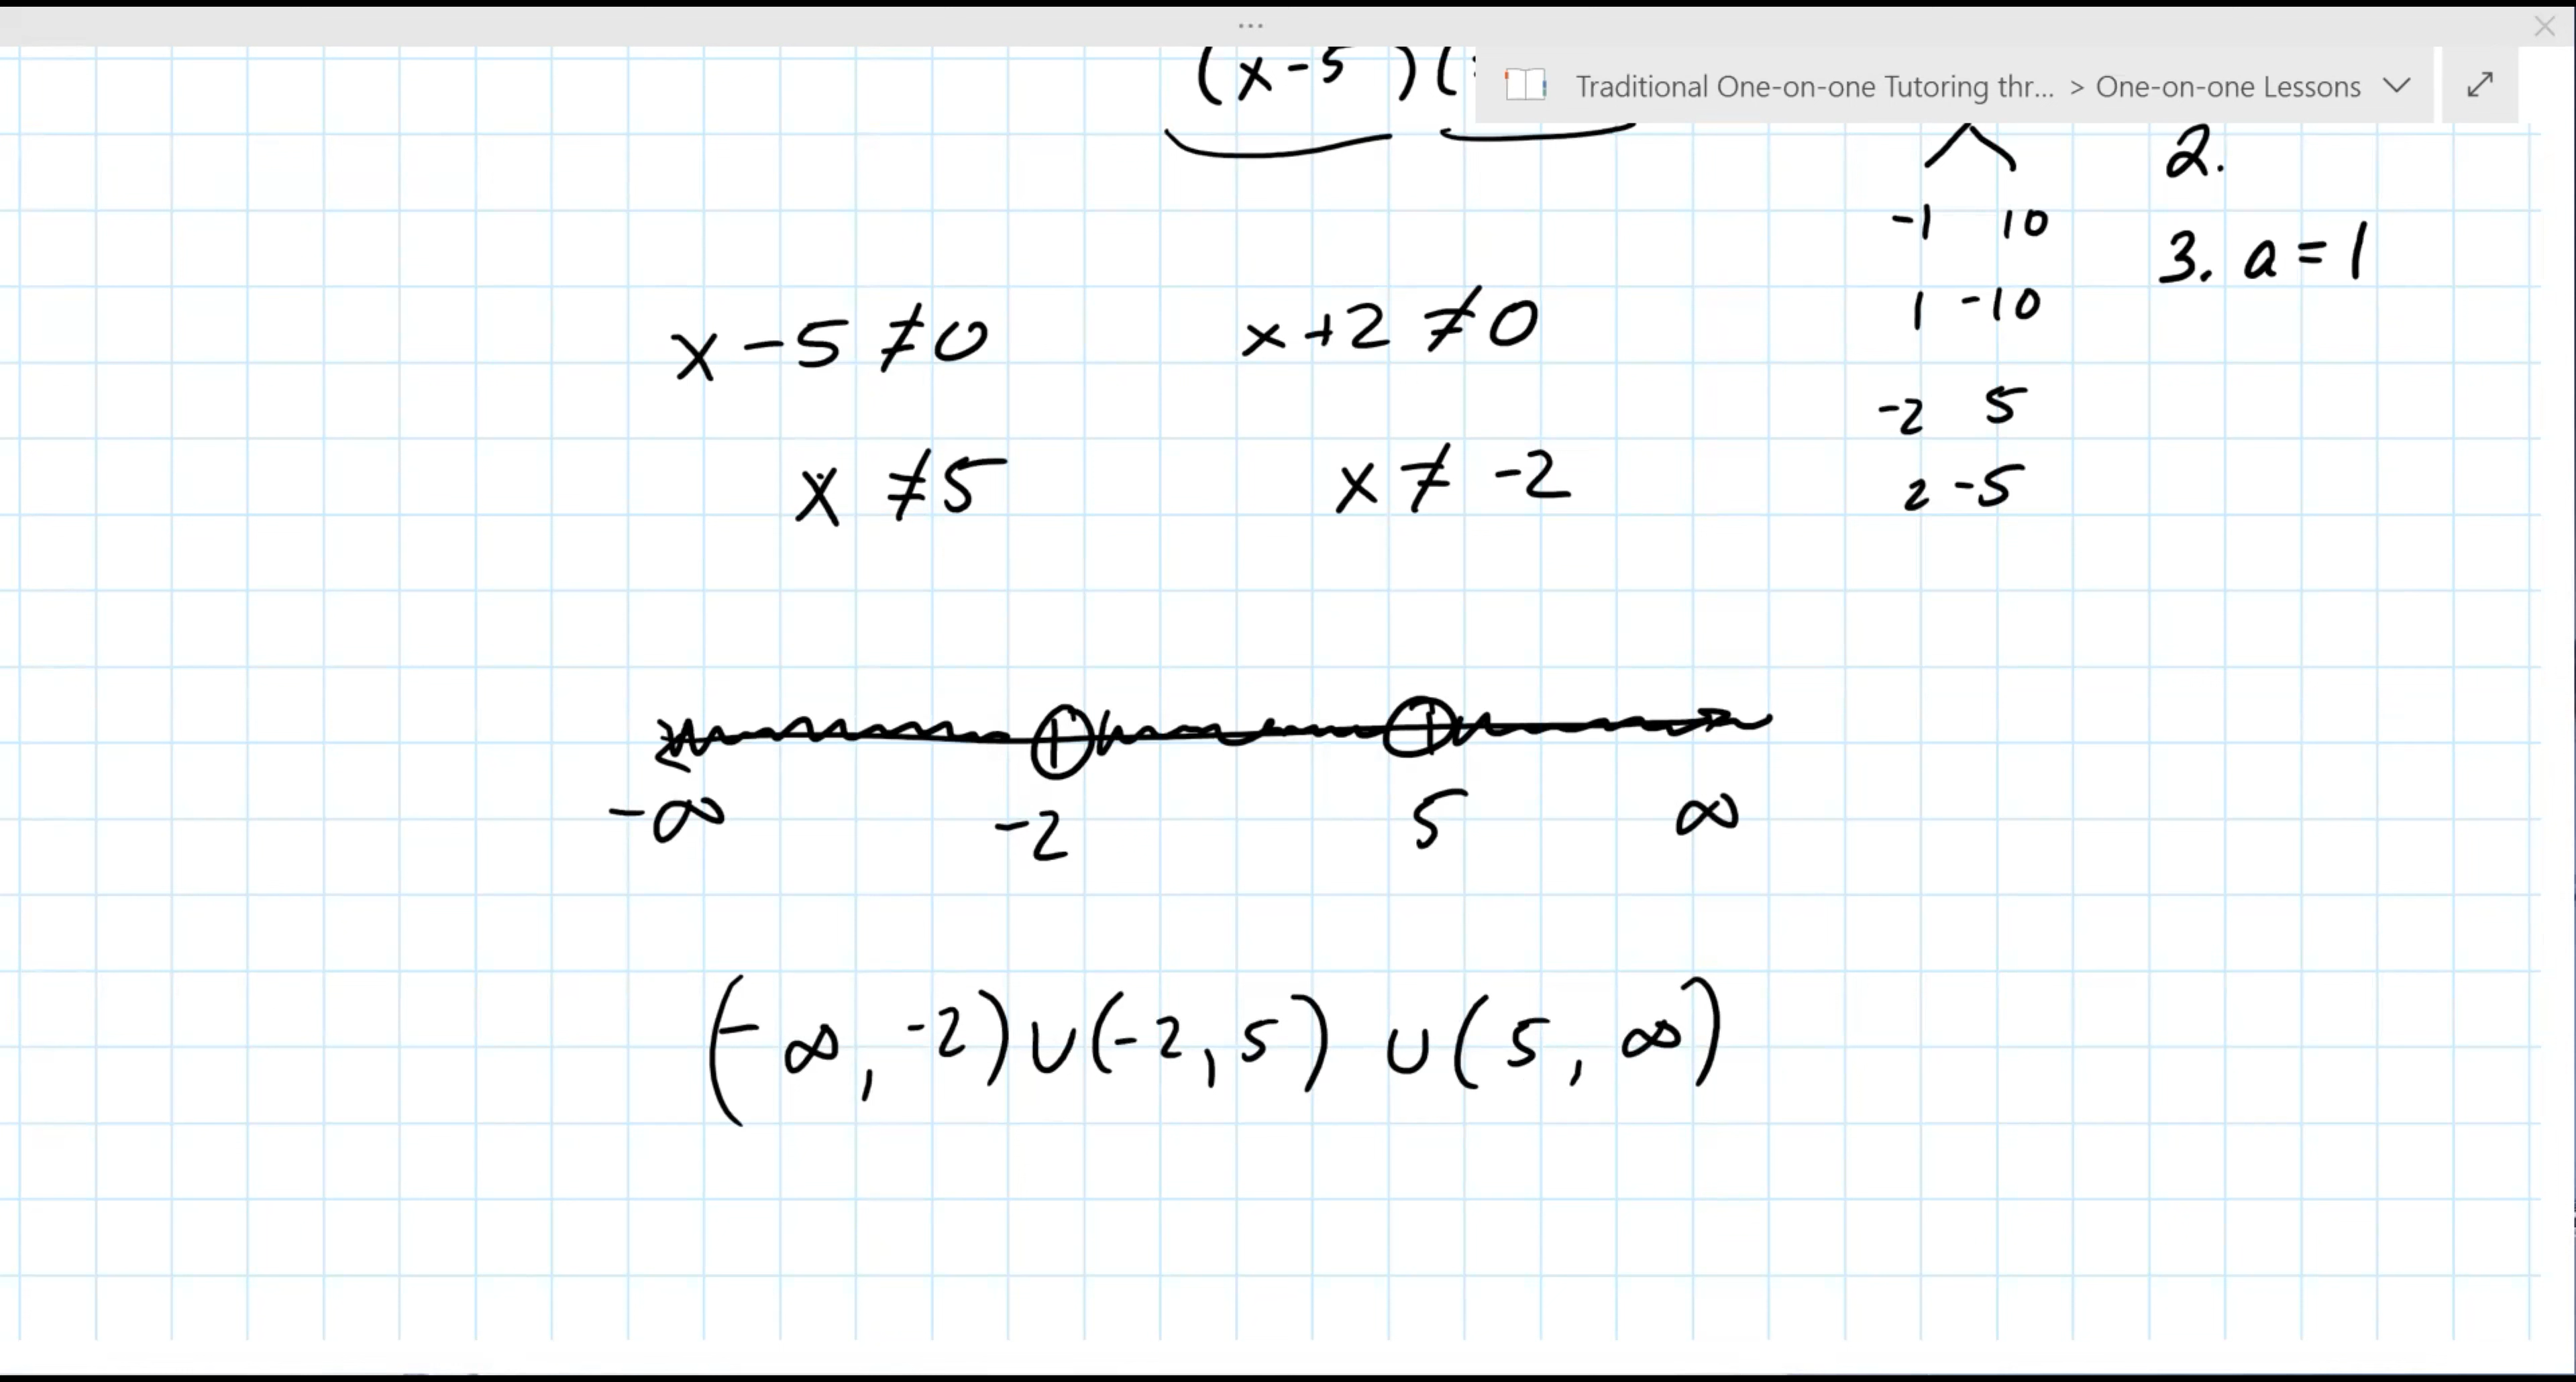 (x-5)(
Traditional One-on-one Tutoring thr... > One-on-one Lessons
2.
-1 10
3. a = 1
1 -10
x - 5 ≠ 0 x + 2 ≠ 0
-2 5
x ≠ 5 x ≠ -2
2 -5
-∞ -2 5 ∞
(-∞, -2) ∪ (-2, 5) ∪ (5, ∞)